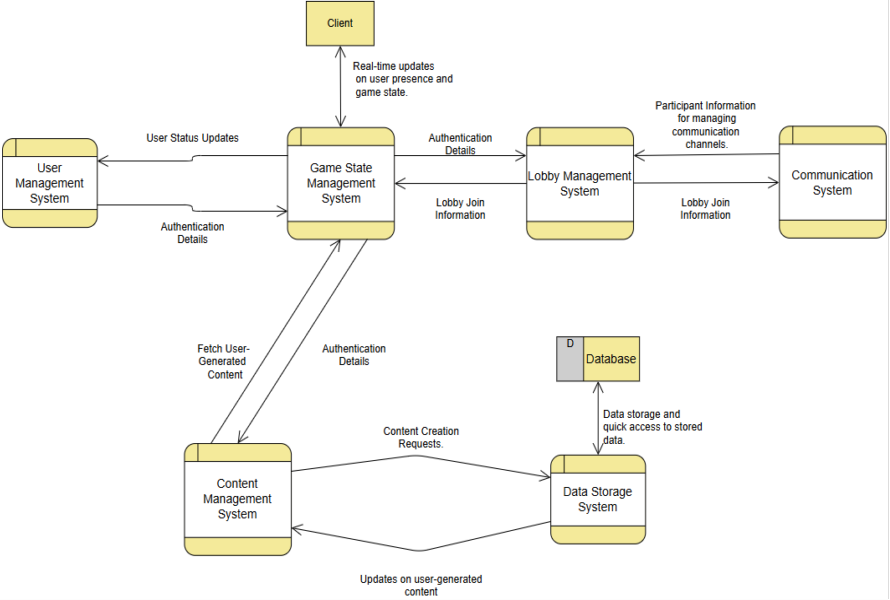 Client
Real-time updates
on user presence and
game state.
User Status Updates
User
Management
System
Authentication
Details
Game State
Management
System
Authentication
Details
Lobby Join
Information
Lobby Management
System
Participant Information
for managing
communication
channels.
Lobby Join
Information
Communication
System
Fetch User-
Generated
Content
Authentication
Details
D
Database
Data storage and
quick access to stored
data.
Content Creation
Requests.
Content
Management
System
Data Storage
System
Updates on user-generated
content